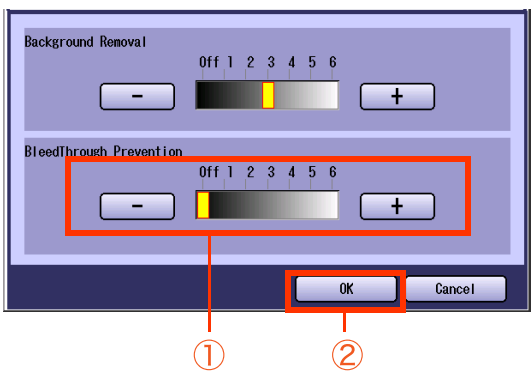 Background Removal
Off 1 2 3 4 5 6
- +
BleedThrough Prevention
Off 1 2 3 4 5 6
- +
OK Cancel
① ②